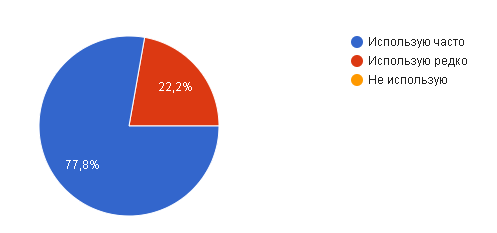 Использую часто
Использую редко
Не использую
22,2%
77,8%